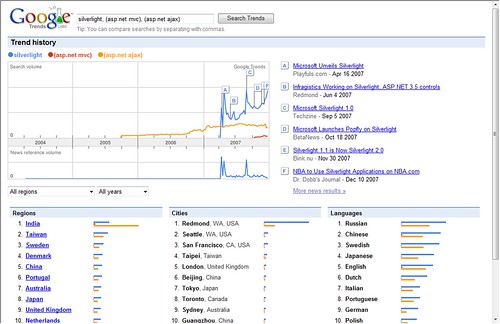 Google
Trends Labs
silverlight, (asp.net mvc), (asp.net ajax)
Search Trends
Tip: You can compare searches by separating with commas.
Trend history
silverlight (asp.net mvc) (asp.net ajax)
Search volume
Google Trends
A
B
C
D
E
F
0
2004 2005 2006 2007
News reference volume
0
A Microsoft Unveils Silverlight
Playfuls.com - Apr 16 2007
B Infragistics Working on Silverlight, ASP.NET 3.5 controls
Redmond - Jun 4 2007
C Microsoft Silverlight 1.0
Techzine - Sep 5 2007
D Microsoft Launches Popfly on Silverlight
BetaNews - Oct 18 2007
E Silverlight 1.1 is Now Silverlight 2.0
Bink.nu - Nov 30 2007
F NBA to Use Silverlight Applications on NBA.com
Dr. Dobb's Journal - Dec 10 2007
More news results »
All regions
All years
Regions
1. India
2. Taiwan
3. Sweden
4. Denmark
5. China
6. Portugal
7. Australia
8. Japan
9. United Kingdom
10. Netherlands
Cities
1. Redmond, WA, USA
2. Seattle, WA, USA
3. San Francisco, CA, USA
4. Taipei, Taiwan
5. London, United Kingdom
6. Beijing, China
7. Tokyo, Japan
8. Toronto, Canada
9. Sydney, Australia
10. Guangzhou, China
Languages
1. Russian
2. Chinese
3. Swedish
4. Japanese
5. English
6. Dutch
7. Italian
8. Portuguese
9. German
10. Polish